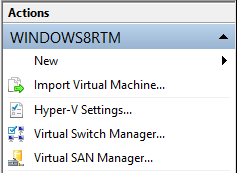 Actions
WINDOWS8RTM
New
Import Virtual Machine...
Hyper-V Settings...
Virtual Switch Manager...
Virtual SAN Manager...